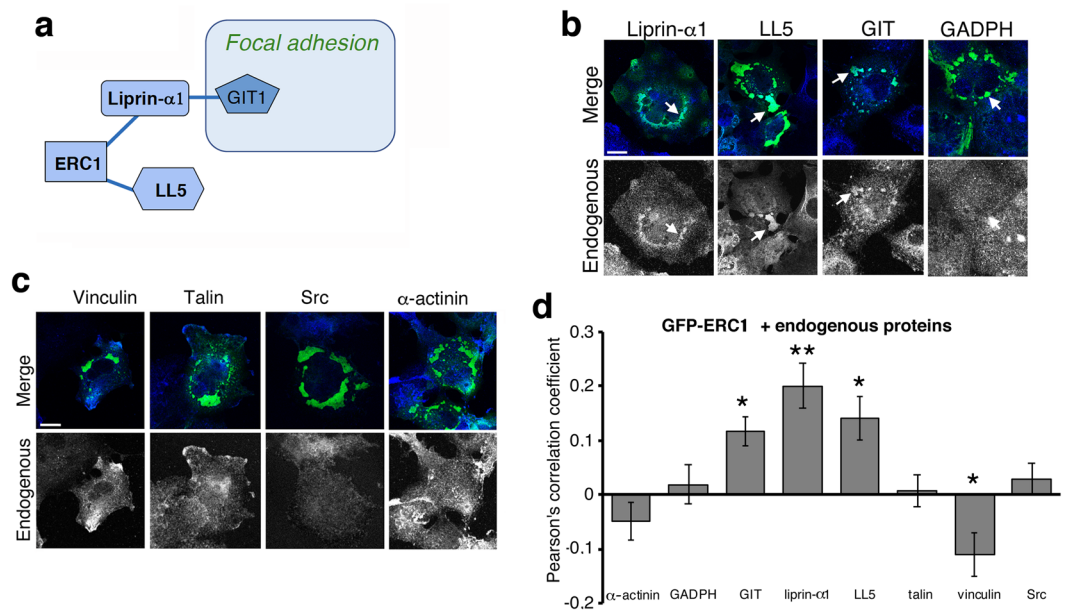 a
Focal adhesion
Liprin-α1
GIT1
ERC1
LL5
b
Liprin-α1 LL5 GIT GADPH
Merge
Endogenous
c
Vinculin Talin Src α-actinin
Merge
Endogenous
d
GFP-ERC1 + endogenous proteins
Pearson's correlation coefficient
0.3
0.2
0.1
0
-0.1
-0.2
* ** * *
α-actinin GADPH GIT liprin-α1 LL5 talin vinculin Src